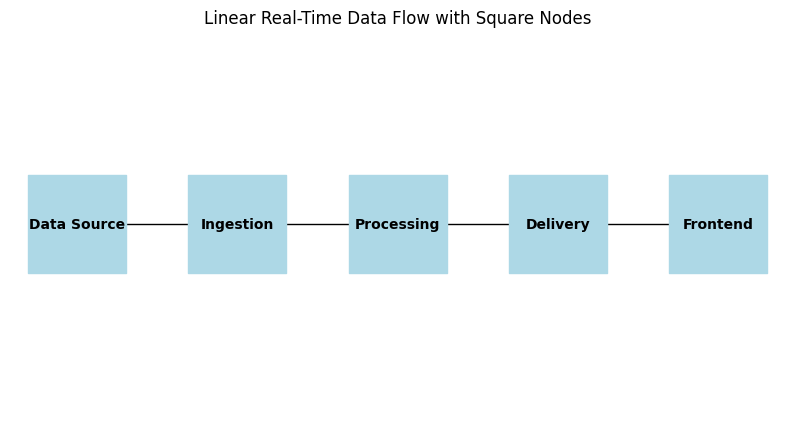 Linear Real-Time Data Flow with Square Nodes
Data Source
Ingestion
Processing
Delivery
Frontend